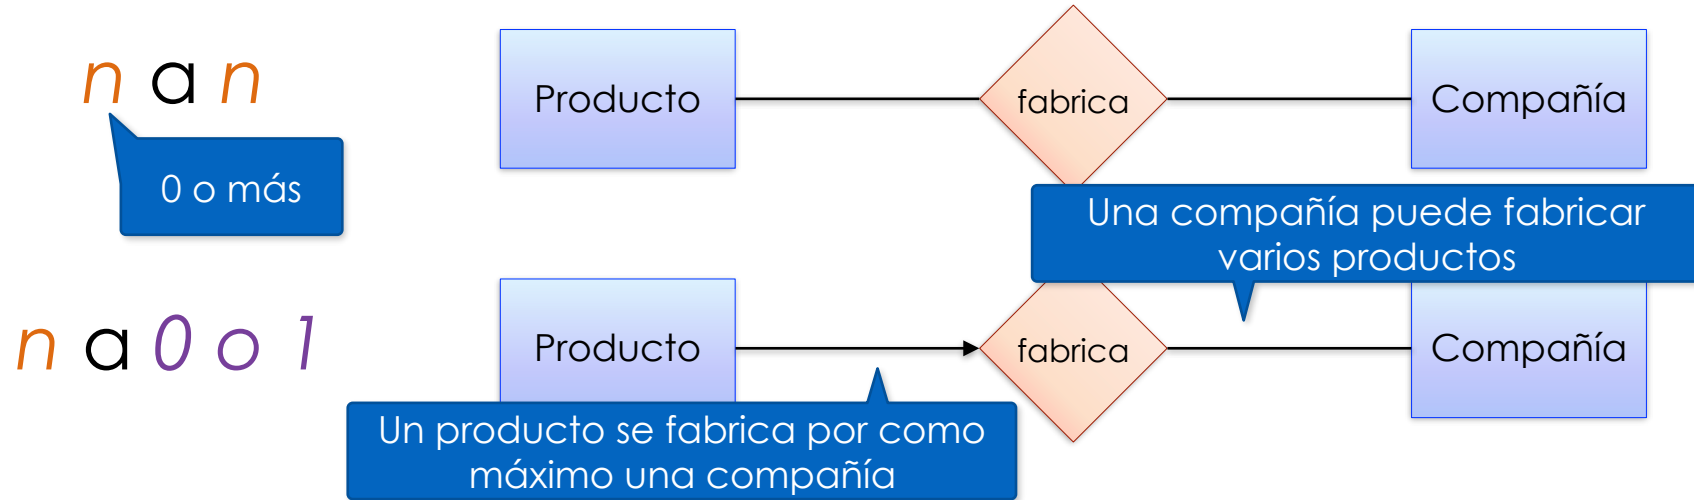 n a n
Producto
fabrica
Compañía
0 o más
Una compañía puede fabricar
varios productos
n a 0 o 1
Producto
fabrica
Compañía
Un producto se fabrica por como
máximo una compañía